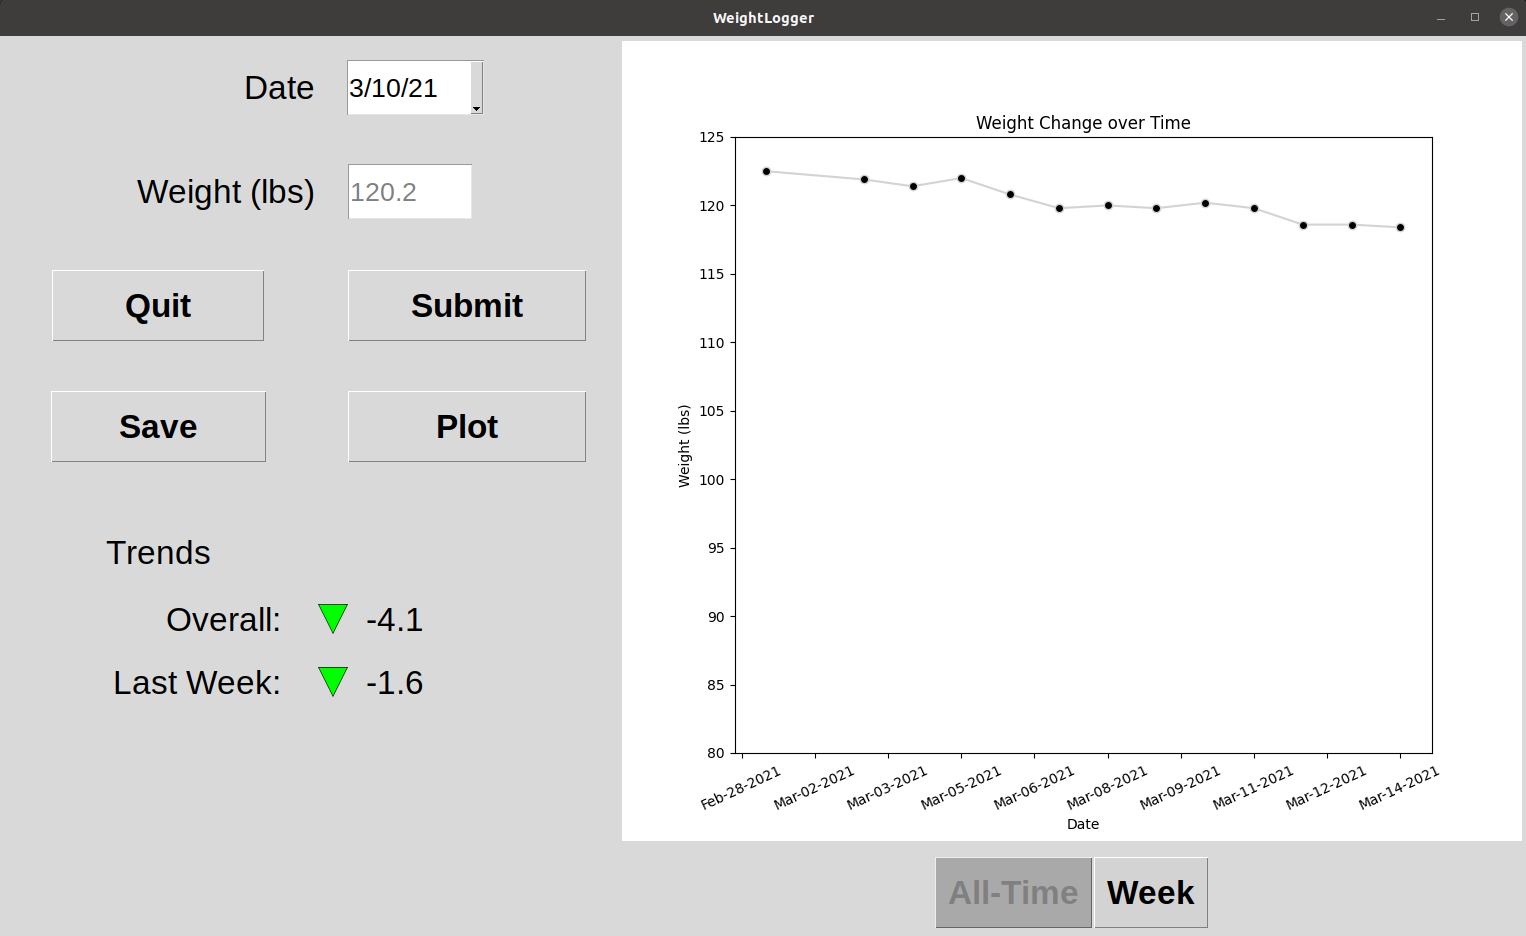 WeightLogger
Date 3/10/21
Weight (lbs) 120.2
Quit Submit
Save Plot
Trends
Overall: -4.1
Last Week: -1.6
Weight Change over Time
125
120
115
110
105
100
95
90
85
80
Weight (lbs)
Feb-28-2021 Mar-02-2021 Mar-03-2021 Mar-05-2021 Mar-06-2021 Mar-08-2021 Mar-09-2021 Mar-11-2021 Mar-12-2021 Mar-14-2021
Date
All-Time Week